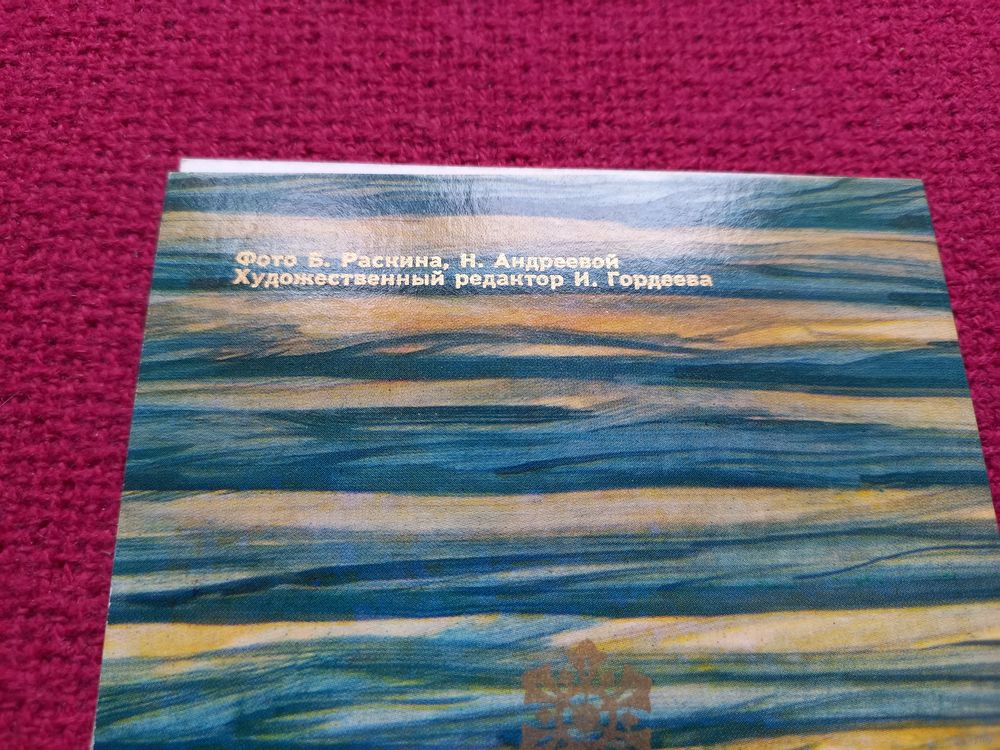 Фото Б. Раскина, Н. Андреевой
Художественный редактор И. Гордеева